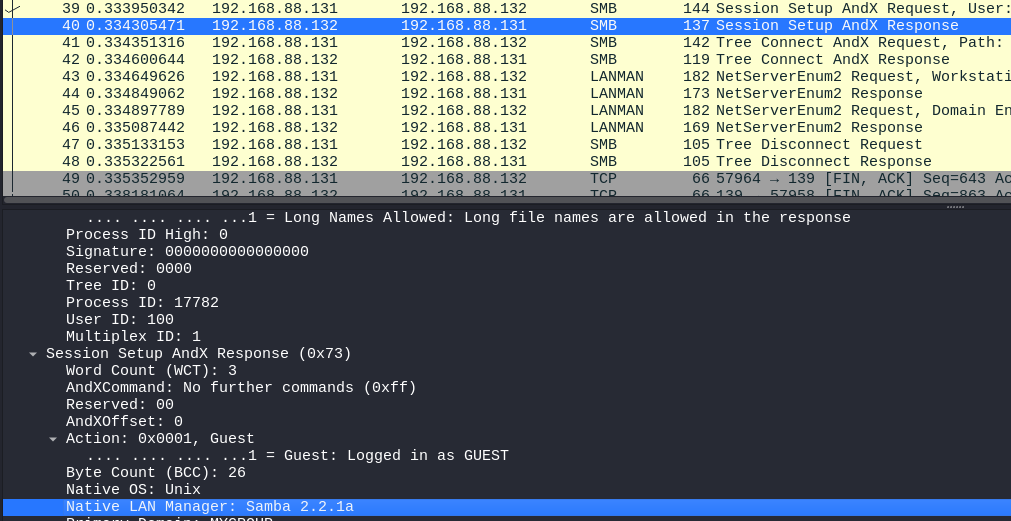 39 0.333950342 192.168.88.131 192.168.88.132 SMB 144 Session Setup AndX Request, User:
40 0.334305471 192.168.88.132 192.168.88.131 SMB 137 Session Setup AndX Response
41 0.334351316 192.168.88.131 192.168.88.132 SMB 142 Tree Connect AndX Request, Path:
42 0.334600644 192.168.88.132 192.168.88.131 SMB 119 Tree Connect AndX Response
43 0.334649626 192.168.88.131 192.168.88.132 LANMAN 182 NetServerEnum2 Request, Workstati
44 0.334849062 192.168.88.132 192.168.88.131 LANMAN 173 NetServerEnum2 Response
45 0.334897789 192.168.88.131 192.168.88.132 LANMAN 182 NetServerEnum2 Request, Domain En
46 0.335087442 192.168.88.132 192.168.88.131 LANMAN 169 NetServerEnum2 Response
47 0.335133153 192.168.88.131 192.168.88.132 SMB 105 Tree Disconnect Request
48 0.335322561 192.168.88.132 192.168.88.131 SMB 105 Tree Disconnect Response
49 0.335352959 192.168.88.131 192.168.88.132 TCP 66 57964 → 139 [FIN, ACK] Seq=643 Ac
50 0.338181064 192.168.88.132 192.168.88.131 TCP 66 139 57958 [FIN, ACK] Seq=863 Ac
.... .... .... ...1 = Long Names Allowed: Long file names are allowed in the response
Process ID High: 0
Signature: 0000000000000000
Reserved: 0000
Tree ID: 0
Process ID: 17782
User ID: 100
Multiplex ID: 1
Session Setup AndX Response (0x73)
Word Count (WCT): 3
AndXCommand: No further commands (0xff)
Reserved: 00
AndXOffset: 0
Action: 0x0001, Guest
.... .... .... ...1 = Guest: Logged in as GUEST
Byte Count (BCC): 26
Native OS: Unix
Native LAN Manager: Samba 2.2.1a
Primary Domain: MYGROUP